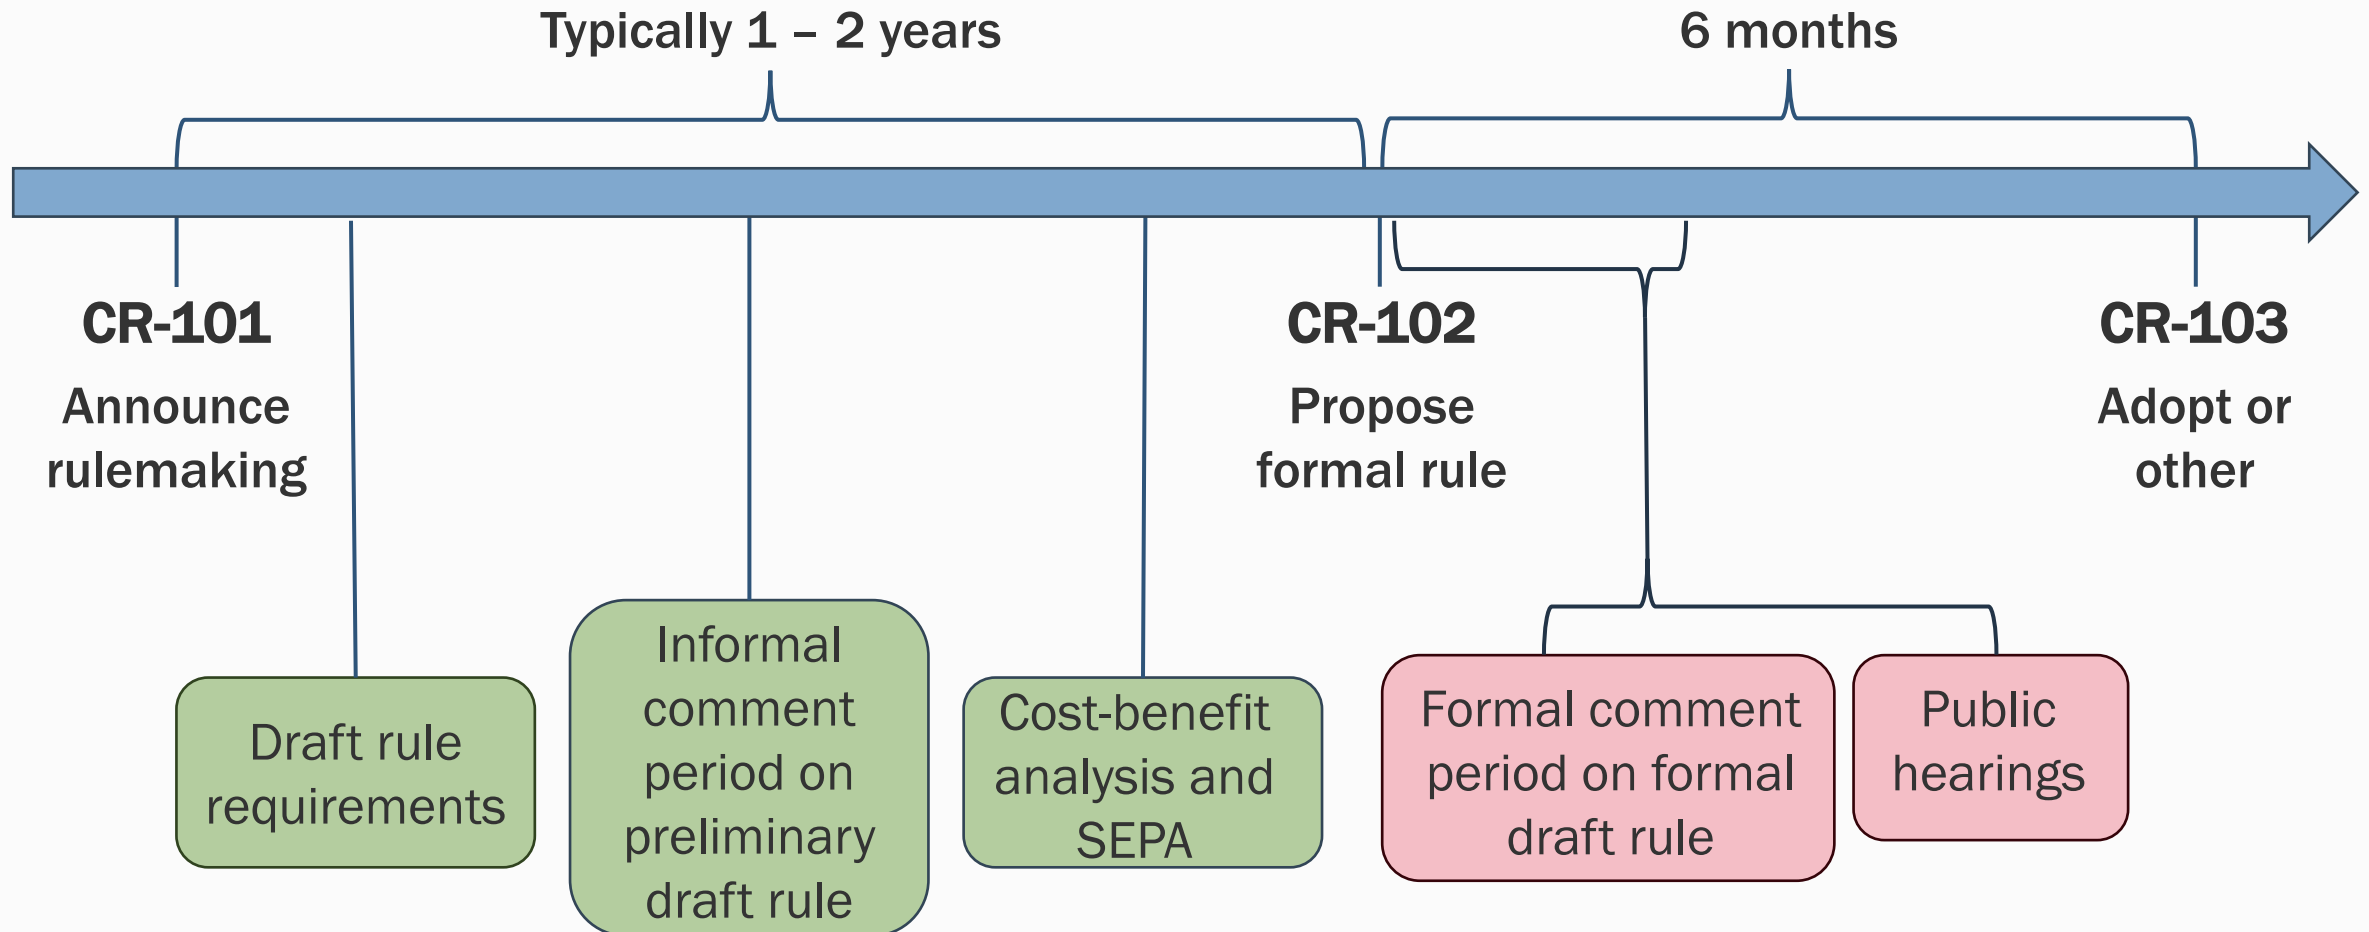 Typically 1 – 2 years
6 months
CR-101
Announce
rulemaking
CR-102
Propose
formal rule
CR-103
Adopt or
other
Draft rule
requirements
Informal
comment
period on
preliminary
draft rule
Cost-benefit
analysis and
SEPA
Formal comment
period on formal
draft rule
Public
hearings